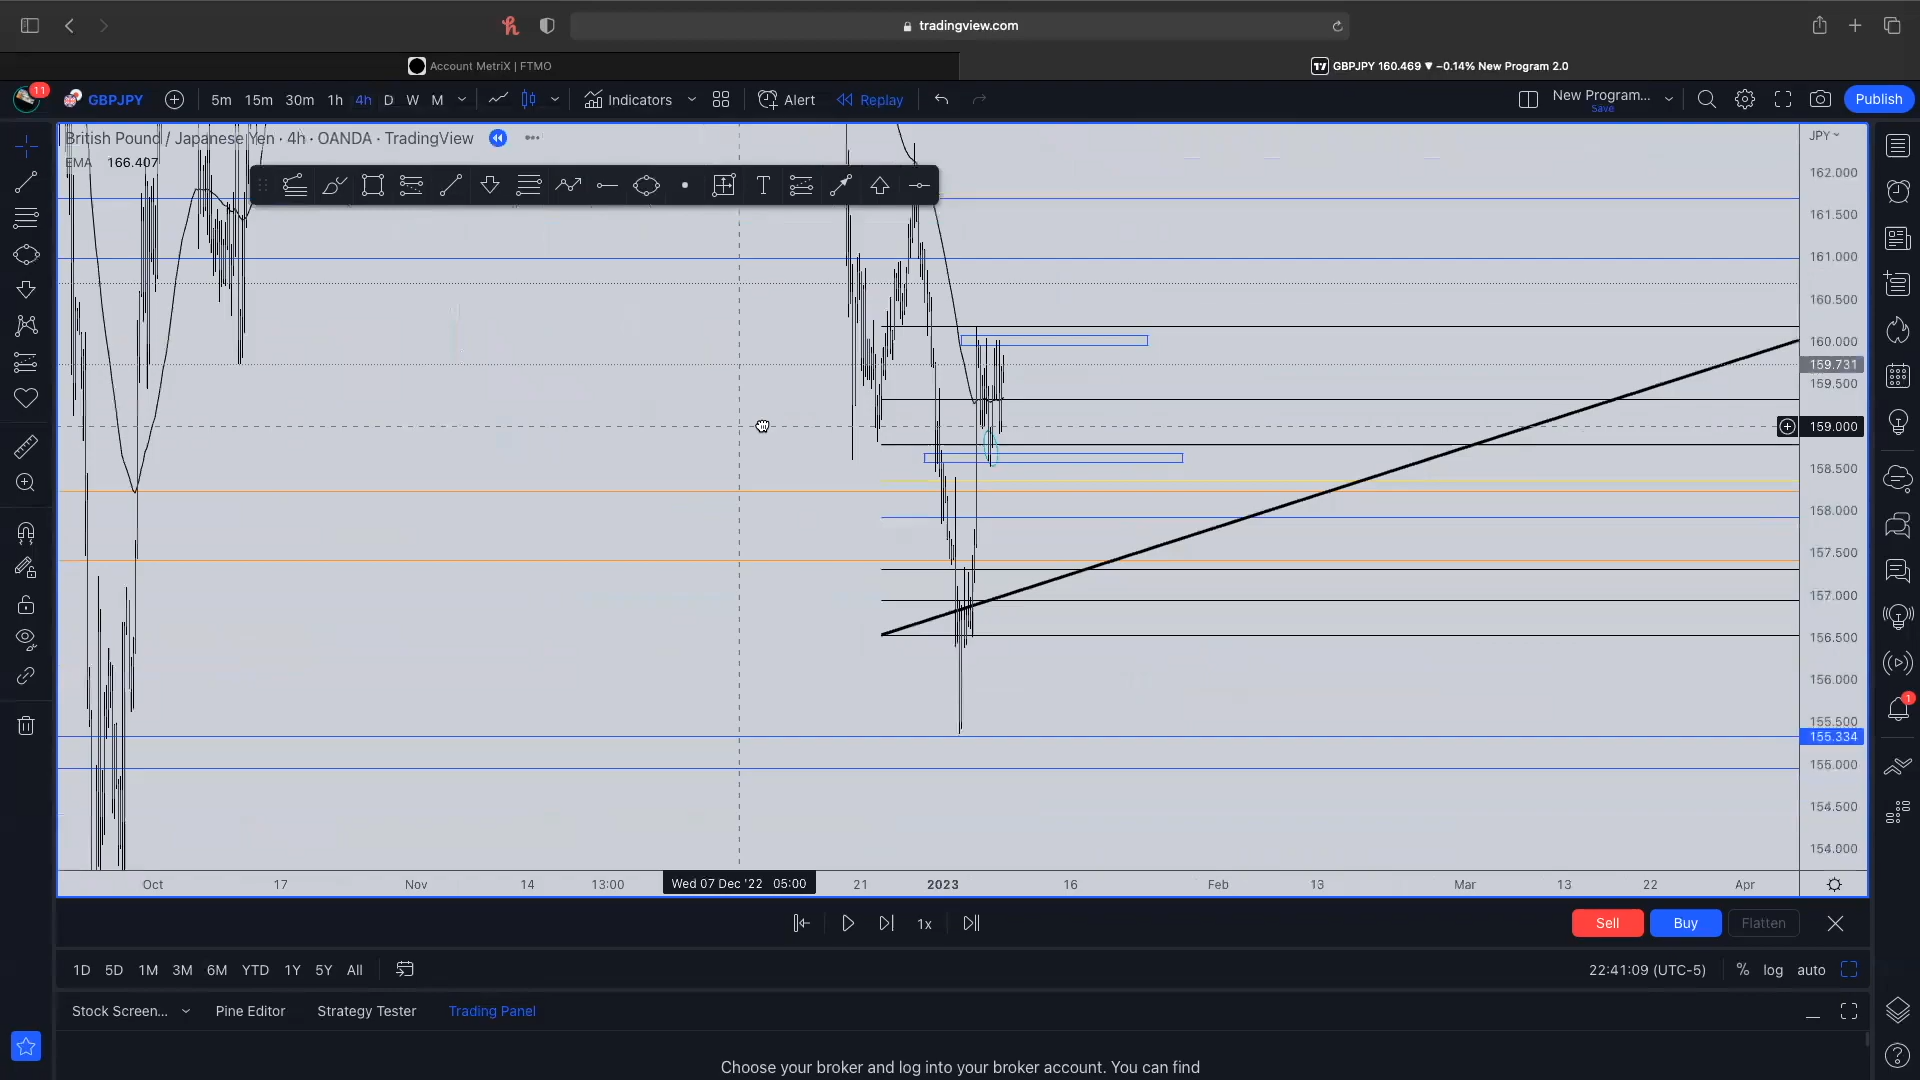 tradingview.com
Account MetriX | FTMO
GBPJPY 160.469 ▼ −0.14% New Program 2.0
11
GBPJPY
5m 15m 30m 1h 4h D W M
Indicators
Alert
Replay
New Program...
Save
Publish
British Pound / Japanese Yen · 4h · OANDA · TradingView
EMA 166.407
JPY
162.000
161.500
161.000
160.500
160.000
159.731
159.500
159.000
158.500
158.000
157.500
157.000
156.500
156.000
155.500
155.334
155.000
154.500
154.000
1
Oct 17 Nov 14 13:00 Wed 07 Dec '22 05:00 21 2023 16 Feb 13 Mar 13 22 Apr
1x
Sell Buy Flatten
1D 5D 1M 3M 6M YTD 1Y 5Y All
22:41:09 (UTC-5) % log auto
Stock Screen... Pine Editor Strategy Tester Trading Panel
Choose your broker and log into your broker account. You can find